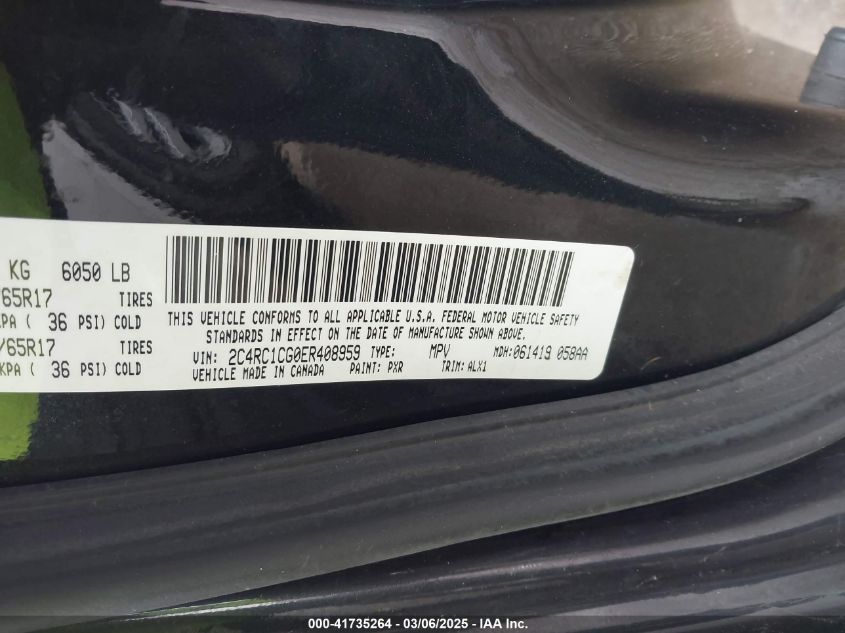 KG 6050 LB
/65R17 TIRES
KPA ( 36 PSI) COLD
/65R17 TIRES
KPA ( 36 PSI) COLD
THIS VEHICLE CONFORMS TO ALL APPLICABLE U.S.A. FEDERAL MOTOR VEHICLE SAFETY
STANDARDS IN EFFECT ON THE DATE OF MANUFACTURE SHOWN ABOVE.
VIN: 2C4RC1CG0ER408959 TYPE: MPV MDH: 061419 058AA
VEHICLE MADE IN CANADA PAINT: PXR TRIM: ALX1
000-41735264 - 03/06/2025 - IAA Inc.